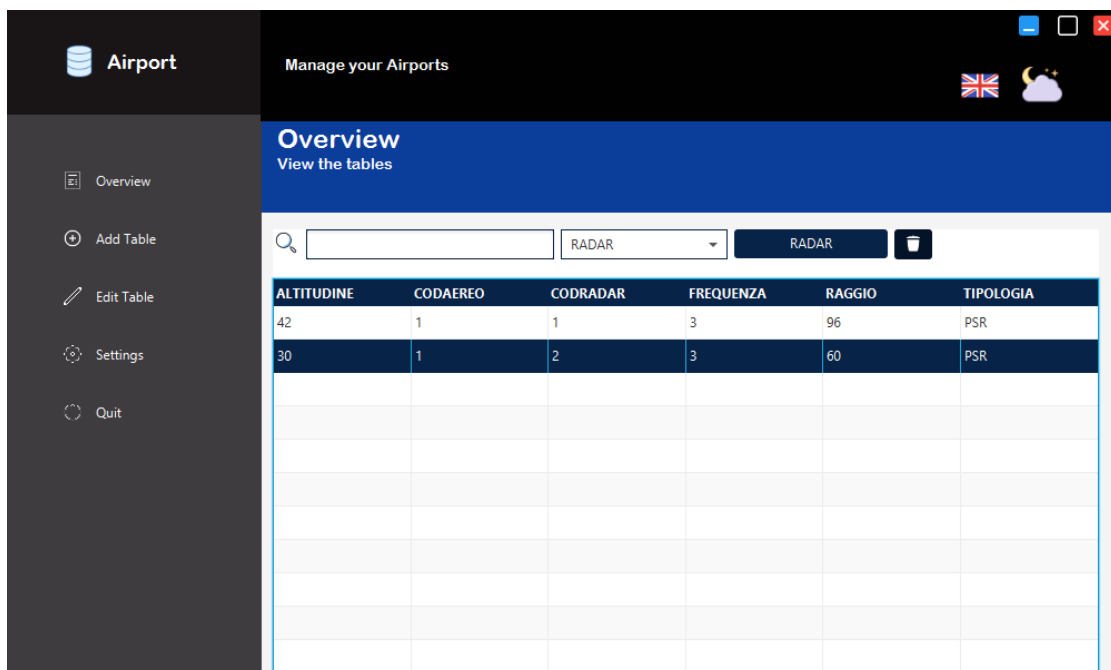 Airport
Manage your Airports
Overview
View the tables
Overview
Add Table
Edit Table
Settings
Quit
RADAR RADAR
ALTITUDINE CODAEREO CODRADAR FREQUENZA RAGGIO TIPOLOGIA
42 1 1 3 96 PSR
30 1 2 3 60 PSR